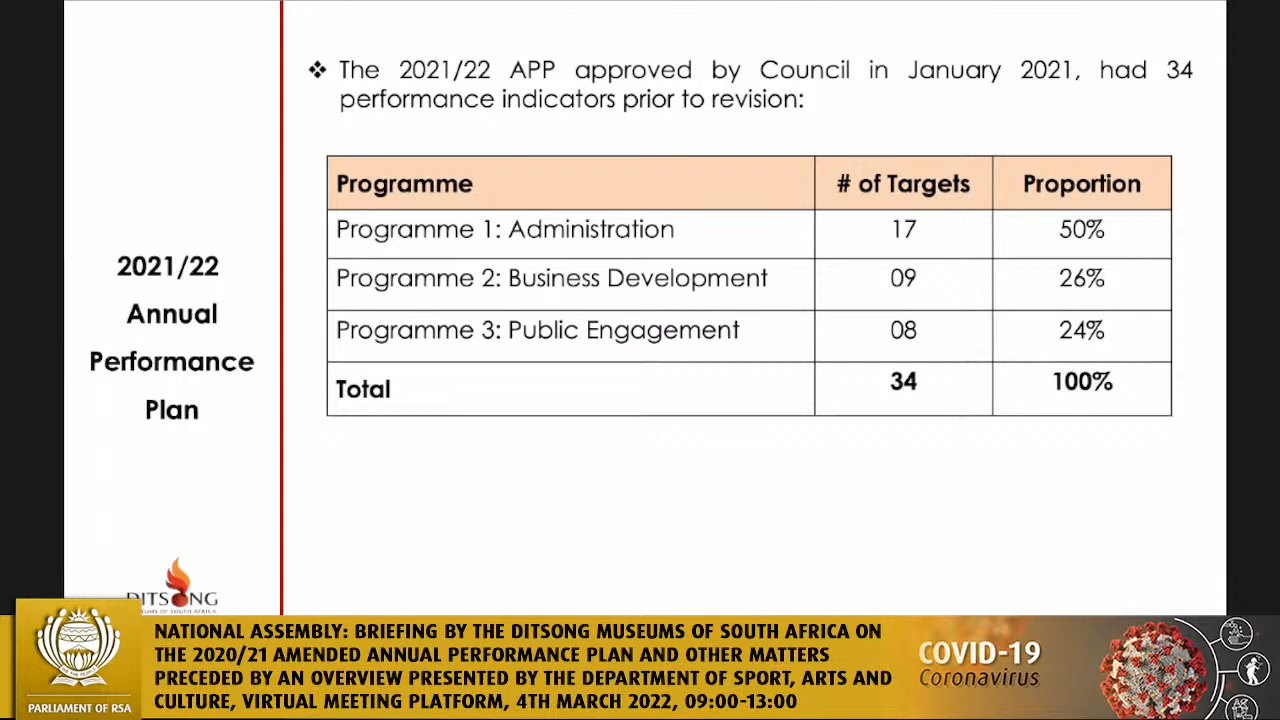 ❖ The 2021/22 APP approved by Council in January 2021, had 34
performance indicators prior to revision:
Programme # of Targets Proportion
Programme 1: Administration 17 50%
Programme 2: Business Development 09 26%
Programme 3: Public Engagement 08 24%
Total 34 100%
2021/22
Annual
Performance
Plan
DITSONG
MUSEUMS OF SOUTH AFRICA
PARLIAMENT OF RSA
NATIONAL ASSEMBLY: BRIEFING BY THE DITSONG MUSEUMS OF SOUTH AFRICA ON
THE 2020/21 AMENDED ANNUAL PERFORMANCE PLAN AND OTHER MATTERS
PRECEDED BY AN OVERVIEW PRESENTED BY THE DEPARTMENT OF SPORT, ARTS AND
CULTURE, VIRTUAL MEETING PLATFORM, 4TH MARCH 2022, 09:00-13:00
COVID-19
Coronavirus